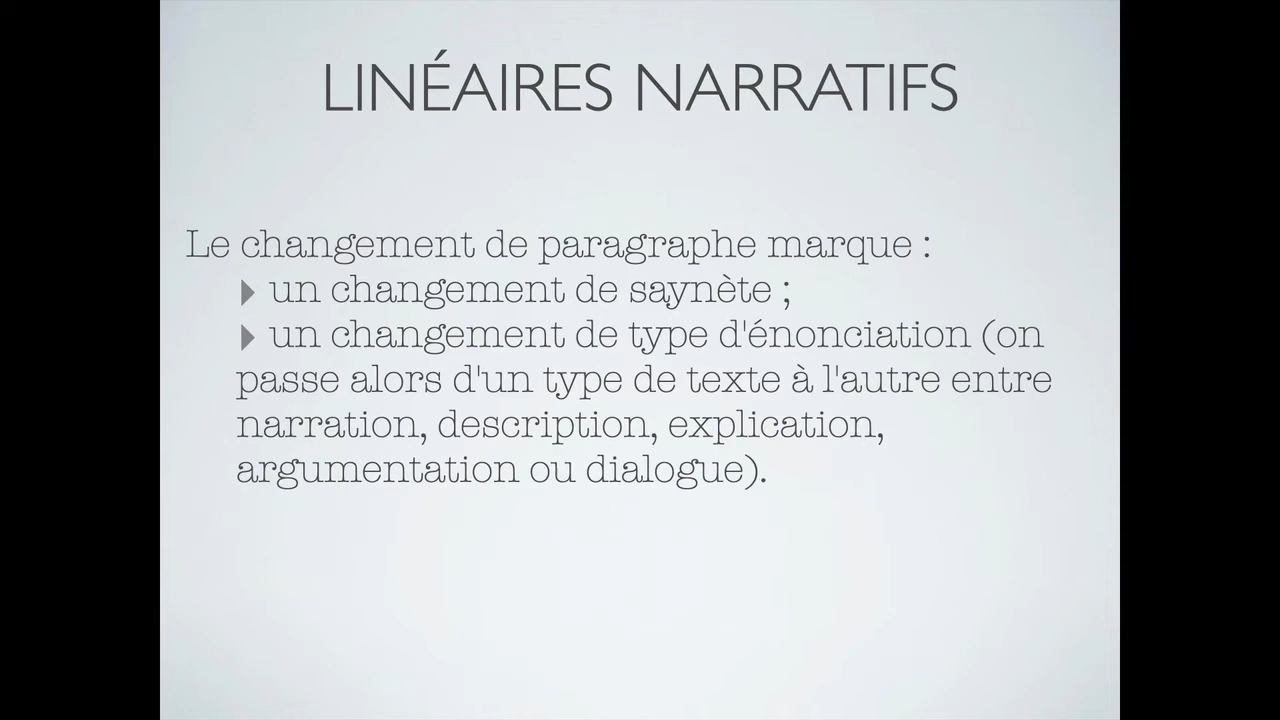 LINÉAIRES NARRATIFS
Le changement de paragraphe marque :
▸ un changement de saynète ;
▸ un changement de type d'énonciation (on
passe alors d'un type de texte à l'autre entre
narration, description, explication,
argumentation ou dialogue).